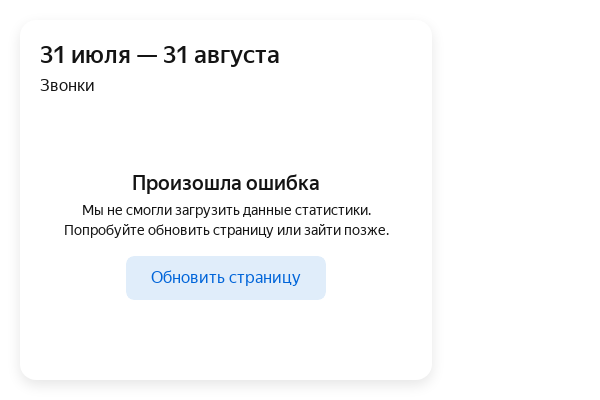 31 июля — 31 августа
Звонки
Произошла ошибка
Мы не смогли загрузить данные статистики.
Попробуйте обновить страницу или зайти позже.
Обновить страницу